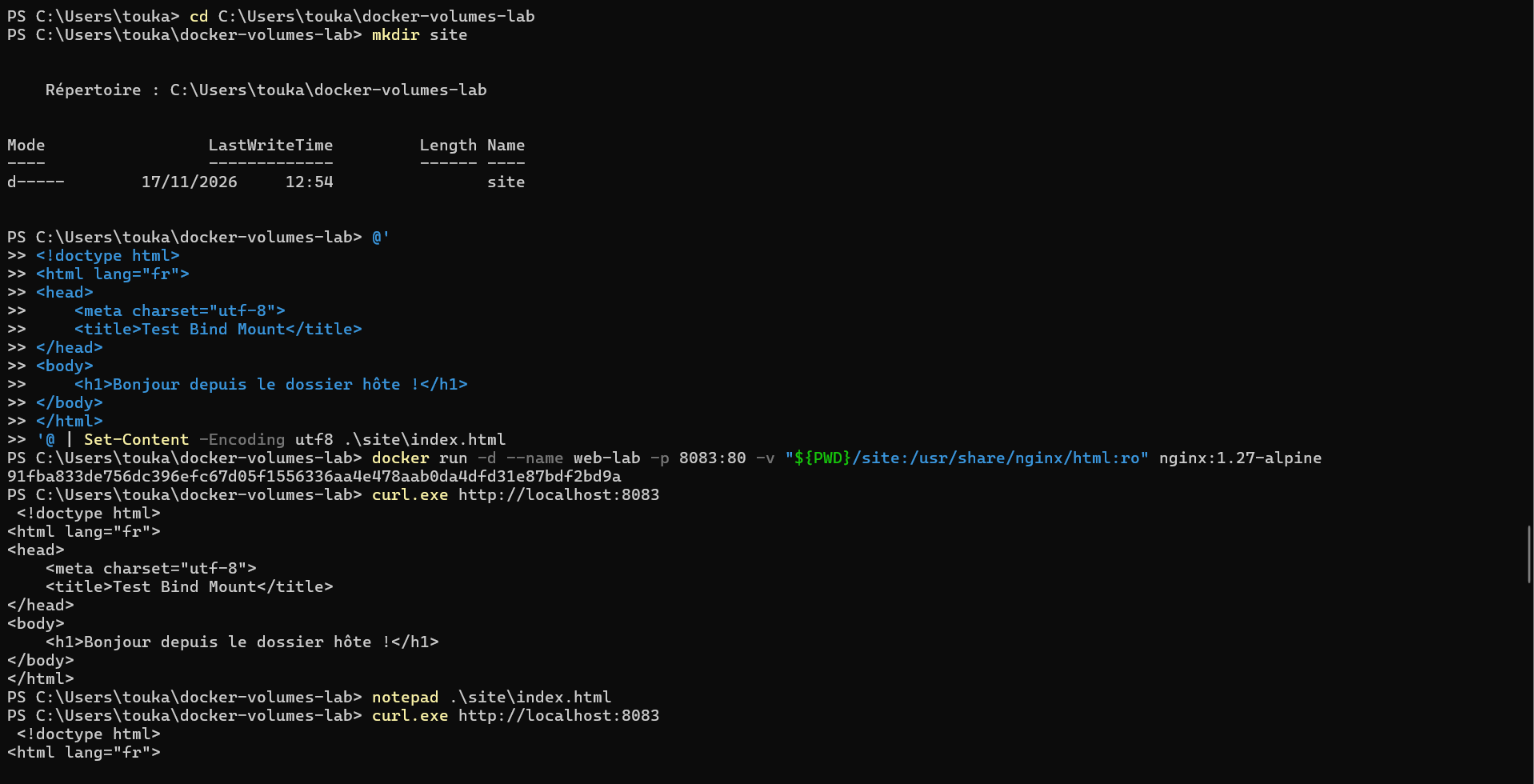 PS C:\Users\touka> cd C:\Users\touka\docker-volumes-lab
PS C:\Users\touka\docker-volumes-lab> mkdir site
    Répertoire : C:\Users\touka\docker-volumes-lab
Mode                 LastWriteTime         Length Name
----                 -------------         ------ ----
d-----        17/11/2026     12:54                site
PS C:\Users\touka\docker-volumes-lab> @'
>> <!doctype html>
>> <html lang="fr">
>> <head>
>>     <meta charset="utf-8">
>>     <title>Test Bind Mount</title>
>> </head>
>> <body>
>>     <h1>Bonjour depuis le dossier hôte !</h1>
>> </body>
>> </html>
>> '@ | Set-Content -Encoding utf8 .\site\index.html
PS C:\Users\touka\docker-volumes-lab> docker run -d --name web-lab -p 8083:80 -v "${PWD}/site:/usr/share/nginx/html:ro" nginx:1.27-alpine
91fba833de756dc396efc67d05f1556336aa4e478aab0da4dfd31e87bdf2bd9a
PS C:\Users\touka\docker-volumes-lab> curl.exe http://localhost:8083
 <!doctype html>
<html lang="fr">
<head>
    <meta charset="utf-8">
    <title>Test Bind Mount</title>
</head>
<body>
    <h1>Bonjour depuis le dossier hôte !</h1>
</body>
</html>
PS C:\Users\touka\docker-volumes-lab> notepad .\site\index.html
PS C:\Users\touka\docker-volumes-lab> curl.exe http://localhost:8083
 <!doctype html>
<html lang="fr">